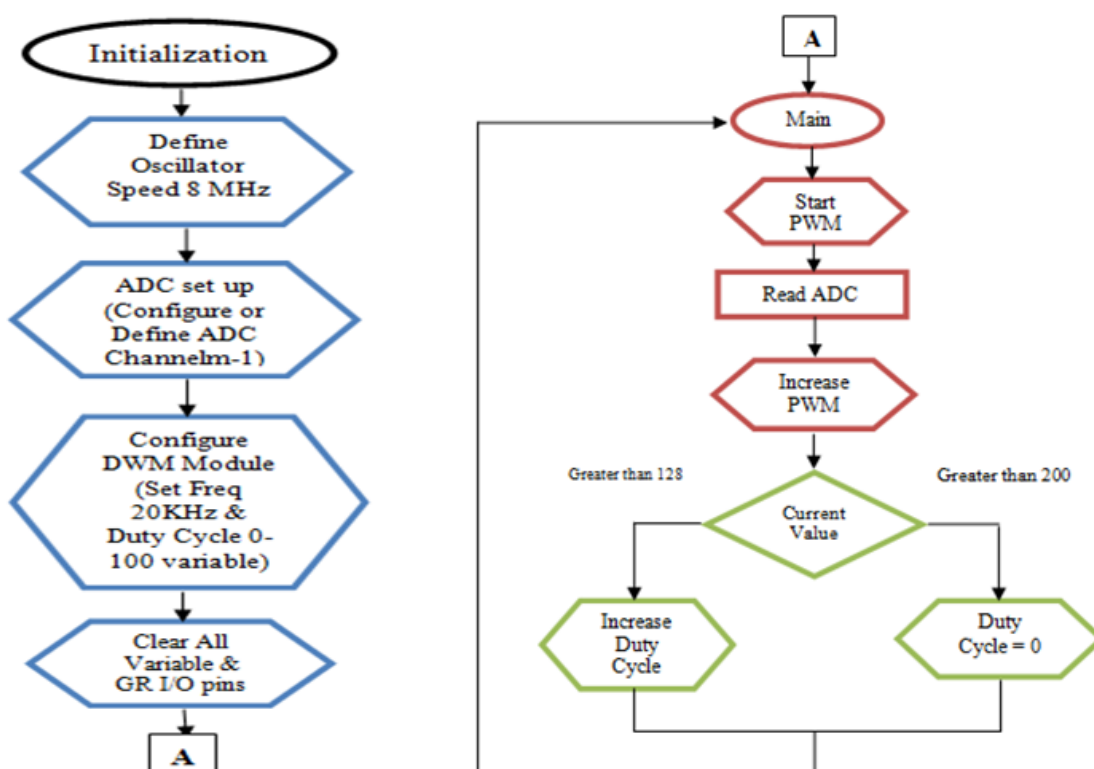 Initialization
Define
Oscillator
Speed 8 MHz
ADC set up
(Configure or
Define ADC
Channelm-1)
Configure
DWM Module
(Set Freq
20KHz &
Duty Cycle 0-
100 variable)
Clear All
Variable &
GR I/O pins
A
A
Main
Start
PWM
Read ADC
Increase
PWM
Greater than 128
Greater than 200
Current
Value
Increase
Duty
Cycle
Duty
Cycle = 0